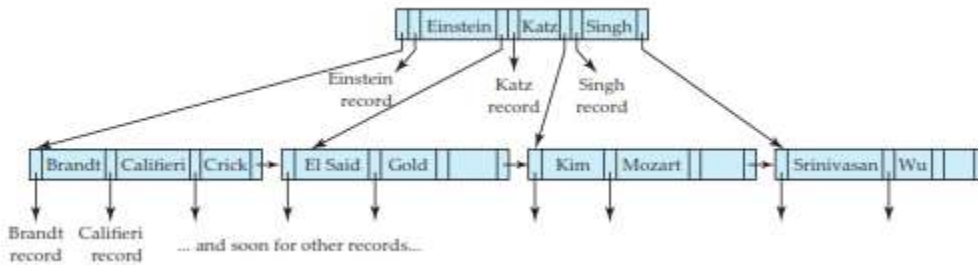 Einstein Katz Singh
Einstein record
Katz record
Singh record
Brandt Califieri Crick
El Said Gold
Kim Mozart
Srinivasan Wu
Brandt record
Califieri record
... and soon for other records...